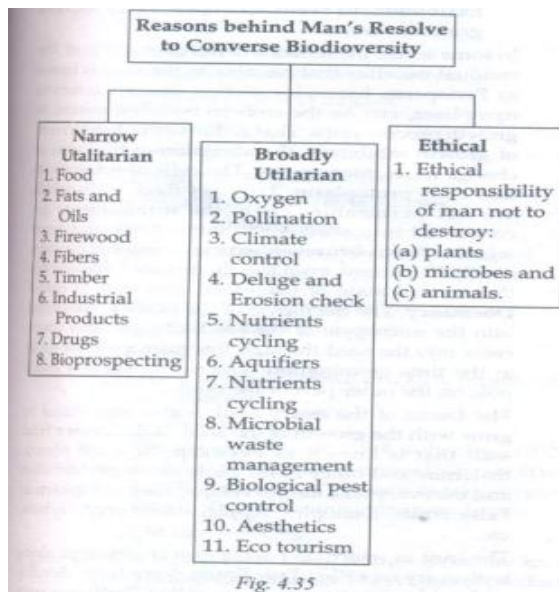 Reasons behind Man's Resolve
to Converse Biodioversity
Narrow
Utalitarian
1. Food
2. Fats and
Oils
3. Firewood
4. Fibers
5. Timber
6. Industrial
Products
7. Drugs
8. Bioprospecting
Broadly
Utilarian
1. Oxygen
2. Pollination
3. Climate
control
4. Deluge and
Erosion check
5. Nutrients
cycling
6. Aquifiers
7. Nutrients
cycling
8. Microbial
waste
management
9. Biological pest
control
10. Aesthetics
11. Eco tourism
Ethical
1. Ethical
responsibility
of man not to
destroy:
(a) plants
(b) microbes and
(c) animals.
Fig. 4.35